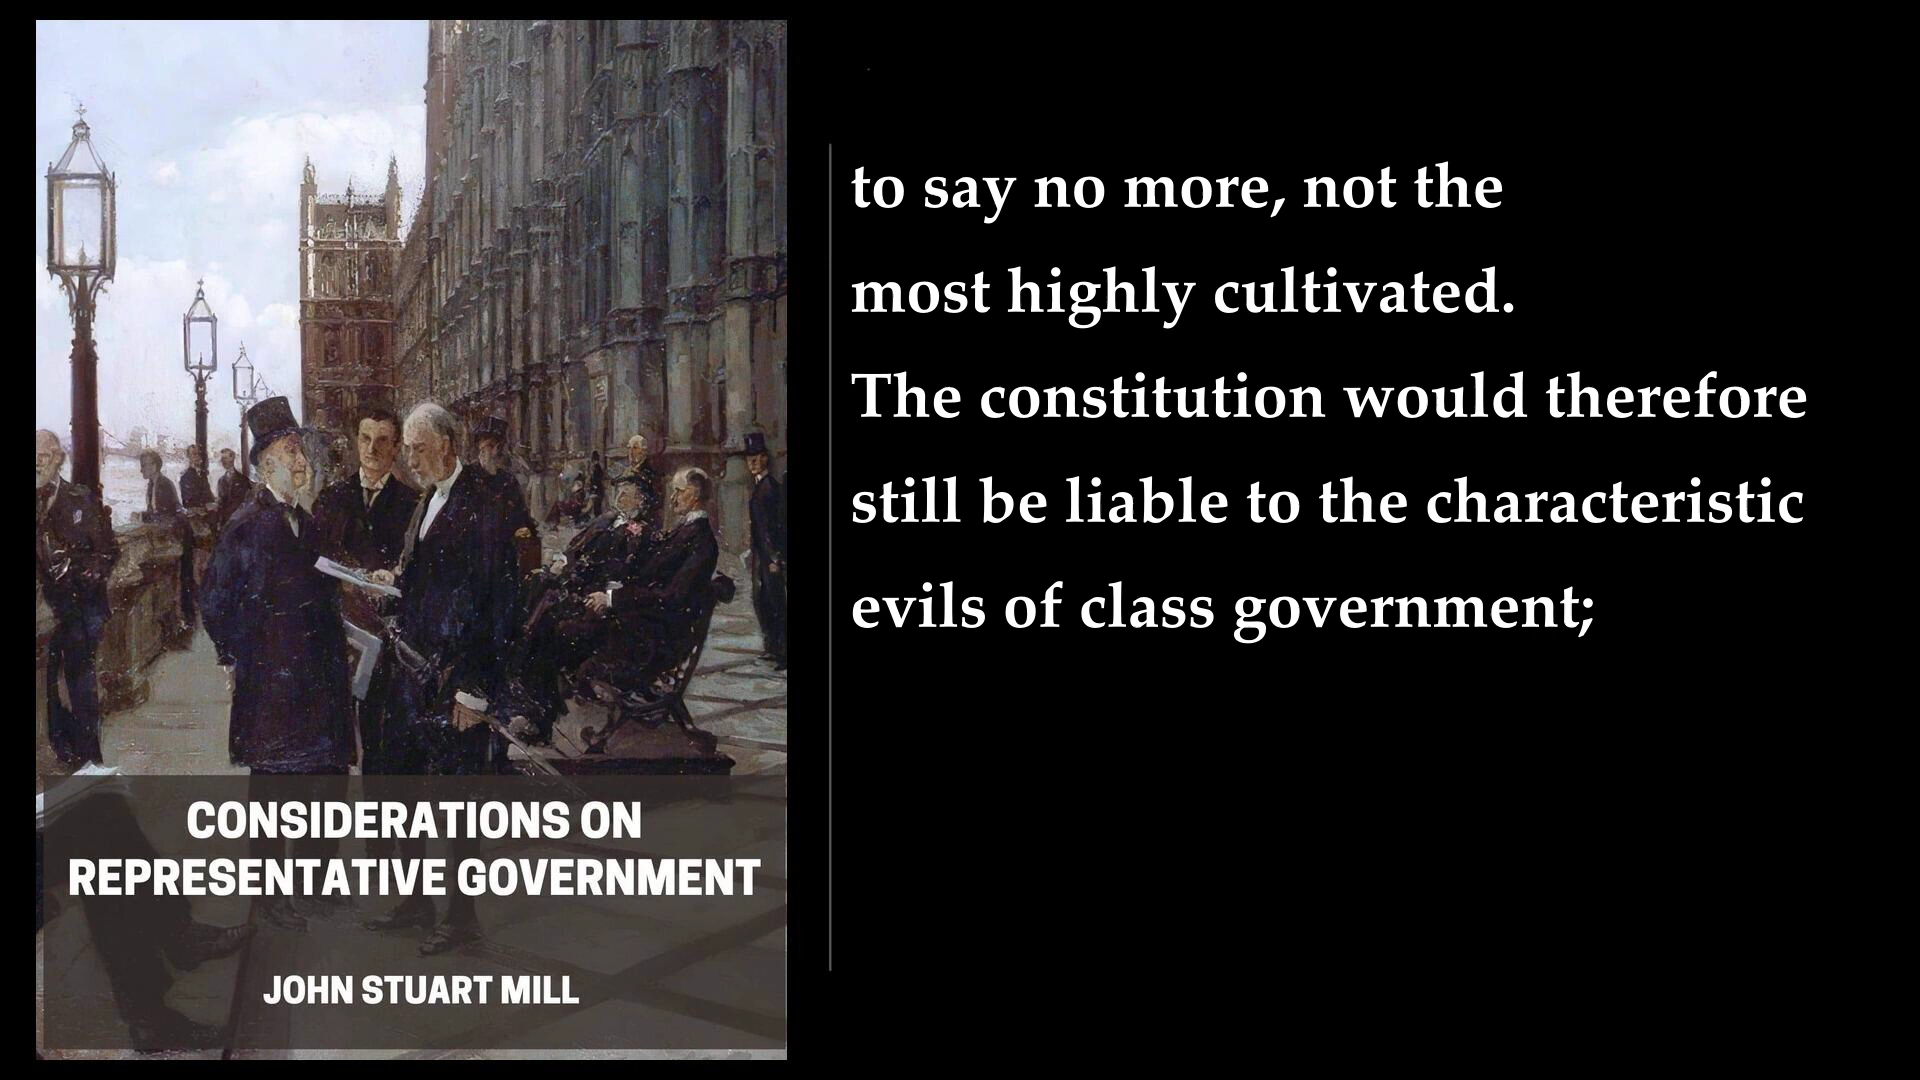 to say no more, not the
most highly cultivated.
The constitution would therefore
still be liable to the characteristic
evils of class government;
CONSIDERATIONS ON
REPRESENTATIVE GOVERNMENT
JOHN STUART MILL